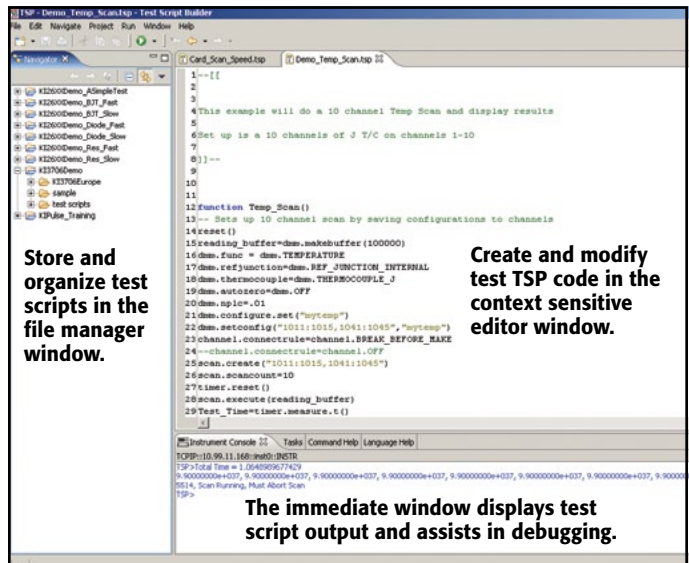 TSP - Demo_Temp_Scan.tsp - Test Script Builder
File Edit Navigate Project Run Window Help
Navigator
KI2600Demo_ASimpleTest
KI2600Demo_BJT_Fast
KI2600Demo_BJT_Slow
KI2600Demo_Diode_Fast
KI2600Demo_Diode_Slow
KI2600Demo_Res_Fast
KI2600Demo_Res_Slow
KI3706Demo
KI3706Europe
sample
test scripts
KIPulse_Training
Store and
organize test
scripts in the
file manager
window.
Card_Scan_Speed.tsp Demo_Temp_Scan.tsp
1 --[[
2
3
4 This example will do a 10 channel Temp Scan and display results
5
6 Set up is a 10 channels of J T/C on channels 1-10
7
8 ]]--
9
10
11
12 function Temp_Scan()
13 -- Sets up 10 channel scan by saving configurations to channels
14 reset()
15 reading_buffer=dmm.makebuffer(100000)
16 dmm.func = dmm.TEMPERATURE
17 dmm.refjunction=dmm.REF_JUNCTION_INTERNAL
18 dmm.thermocouple=dmm.THERMOCOUPLE_J
19 dmm.autozero=dmm.OFF
20 dmm.nplc=.01
21 dmm.configure.set("mytemp")
22 dmm.setconfig("1011:1015,1041:1045","mytemp")
23 channel.connectrule=channel.BREAK_BEFORE_MAKE
24 --channel.connectrule=channel.OFF
25 scan.create("1011:1015,1041:1045")
26 scan.scancount=10
27 timer.reset()
28 scan.execute(reading_buffer)
29 Test_Time=timer.measure.t()
Create and modify
test TSP code in the
context sensitive
editor window.
Instrument Console Tasks Command Help Language Help
TCPIP::10.99.11.168::inst0::INSTR
TSP>Total Time = 1.0640989677429
9.90000000e+037, 9.90000000e+037, 9.90000000e+037, 9.90000000e+037, 9.90000000e+037, 9.90000000e+037, 9.90000000e+037, 9.900000
5514, Scan Running, Must Abort Scan
TSP>
The immediate window displays test
script output and assists in debugging.